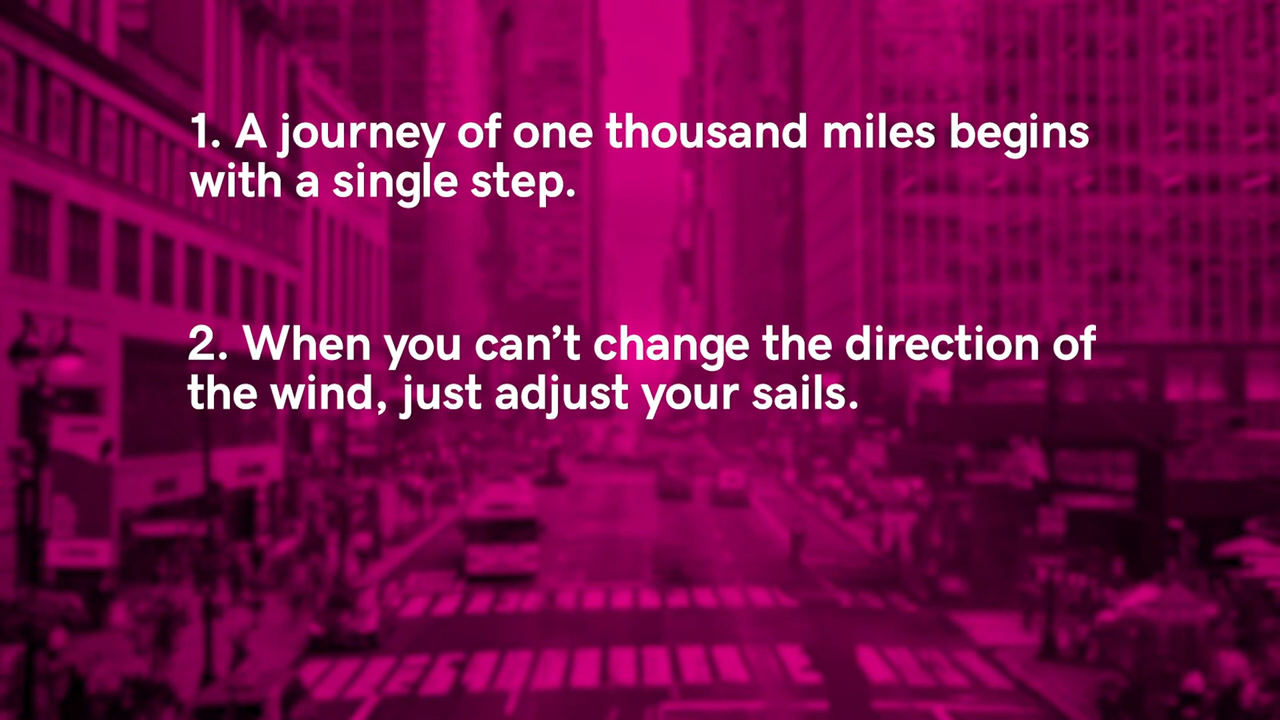 1. A journey of one thousand miles begins
with a single step.
2. When you can’t change the direction of
the wind, just adjust your sails.